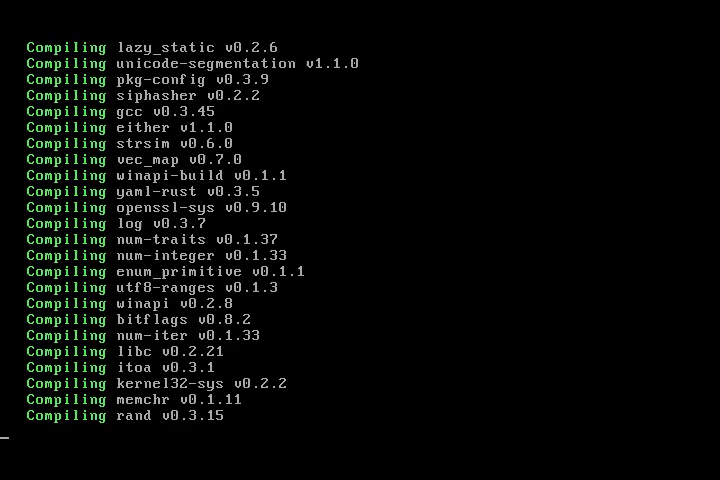 Compiling lazy_static v0.2.6
Compiling unicode-segmentation v1.1.0
Compiling pkg-config v0.3.9
Compiling siphasher v0.2.2
Compiling gcc v0.3.45
Compiling either v1.1.0
Compiling strsim v0.6.0
Compiling vec_map v0.7.0
Compiling winapi-build v0.1.1
Compiling yaml-rust v0.3.5
Compiling openssl-sys v0.9.10
Compiling log v0.3.7
Compiling num-traits v0.1.37
Compiling num-integer v0.1.33
Compiling enum_primitive v0.1.1
Compiling utf8-ranges v0.1.3
Compiling winapi v0.2.8
Compiling bitflags v0.8.2
Compiling num-iter v0.1.33
Compiling libc v0.2.21
Compiling itoa v0.3.1
Compiling kernel32-sys v0.2.2
Compiling memchr v0.1.11
Compiling rand v0.3.15